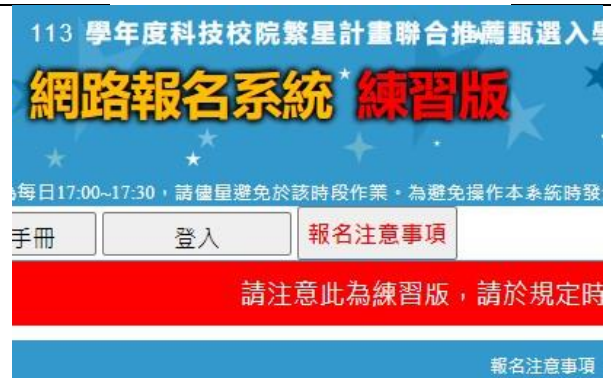 113 學年度科技校院繁星計畫聯合推薦甄選入學
網路報名系統 練習版
每日17:00~17:30,請儘量避免於該時段作業。為避免操作本系統時發
手冊 登入 報名注意事項
請注意此為練習版,請於規定時
報名注意事項